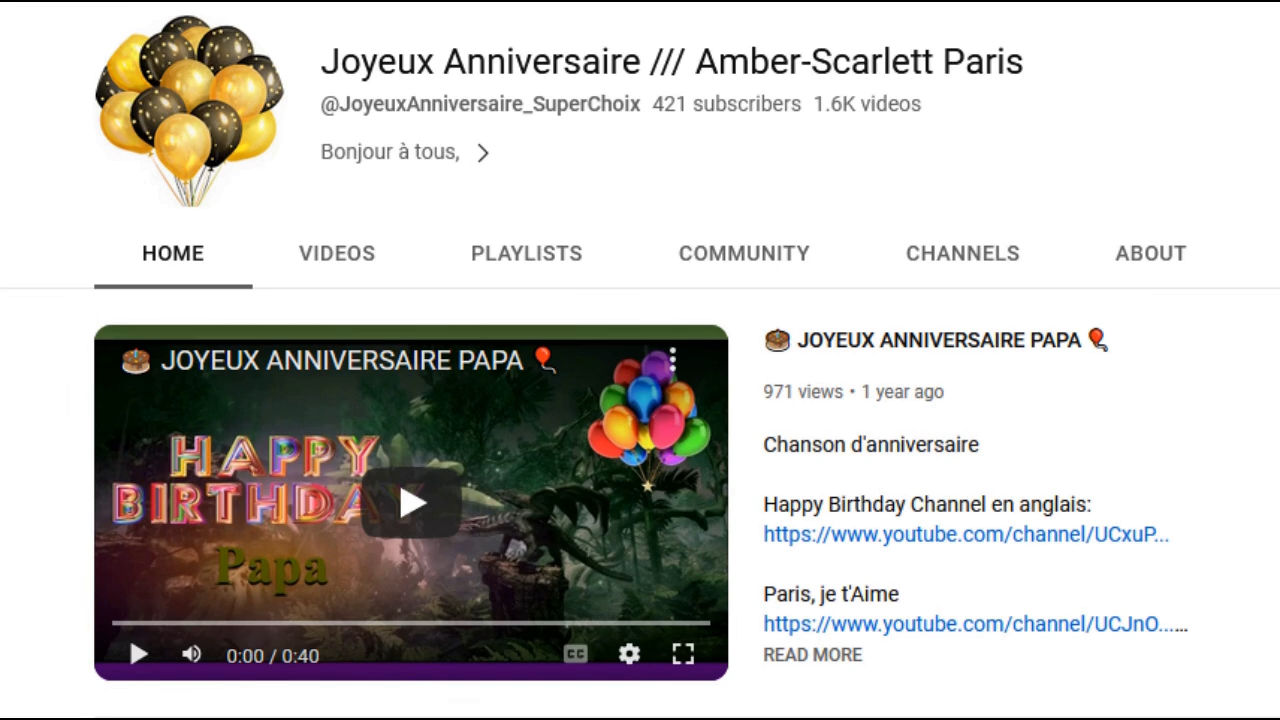 Joyeux Anniversaire /// Amber-Scarlett Paris
@JoyeuxAnniversaire_SuperChoix 421 subscribers 1.6K videos
Bonjour à tous,
HOME VIDEOS PLAYLISTS COMMUNITY CHANNELS ABOUT
JOYEUX ANNIVERSAIRE PAPA
HAPPY
BIRTHDAY
Papa
0:00 / 0:40
CC
JOYEUX ANNIVERSAIRE PAPA
971 views • 1 year ago
Chanson d'anniversaire
Happy Birthday Channel en anglais:
https://www.youtube.com/channel/UCxuP...
Paris, je t'Aime
https://www.youtube.com/channel/UCJnO......
READ MORE